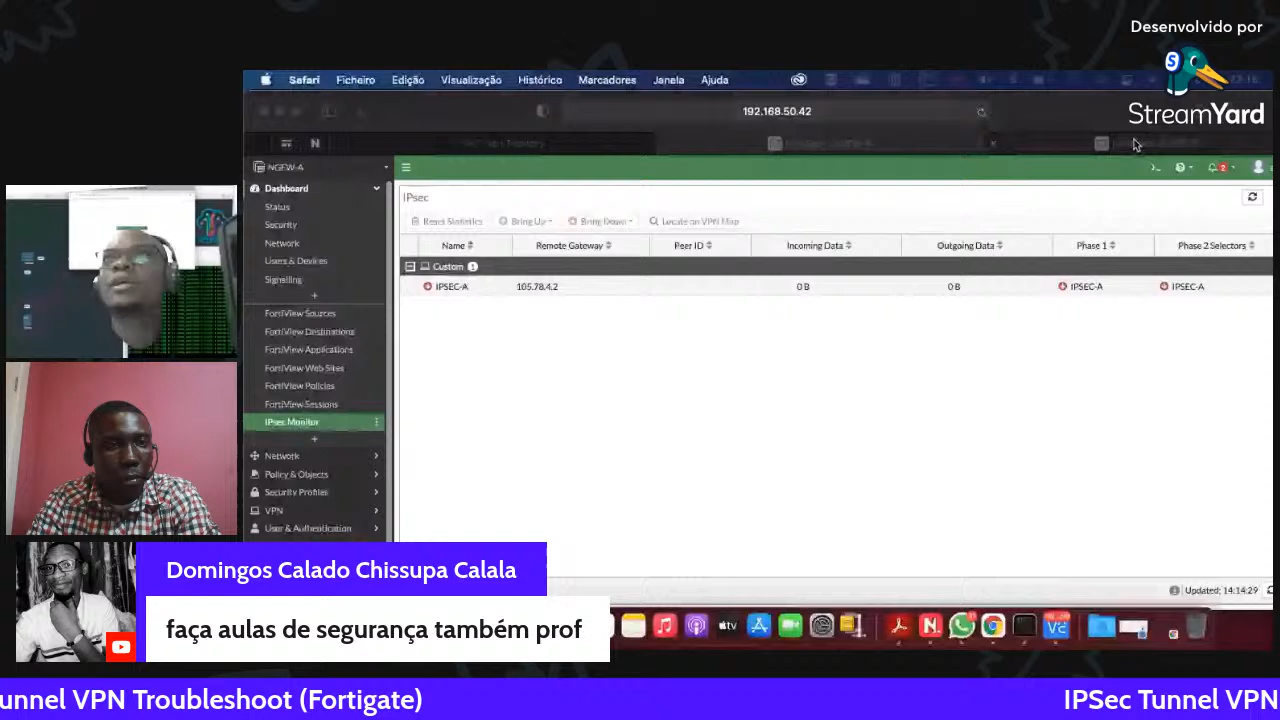 Desenvolvido por
StreamYard
Safari Ficheiro Edição Visualização Histórico Marcadores Janela Ajuda
192.168.50.42
NGFW-A
Dashboard
Status
Security
Network
Users & Devices
Signalling
FortiView Sources
FortiView Destinations
FortiView Applications
FortiView Web Sites
FortiView Policies
FortiView Sessions
IPsec Monitor
Network
Policy & Objects
Security Profiles
VPN
User & Authentication
IPsec
Reset Statistics Bring Up Bring Down Locate on VPN Map
Name Remote Gateway Peer ID Incoming Data Outgoing Data Phase 1 Phase 2 Selectors
Custom 1
IPSEC-A 105.78.4.2 0 B 0 B IPSEC-A IPSEC-A
Updated: 14:14:29
Domingos Calado Chissupa Calala
faça aulas de segurança também prof
unnel VPN Troubleshoot (Fortigate) IPSec Tunnel VPN